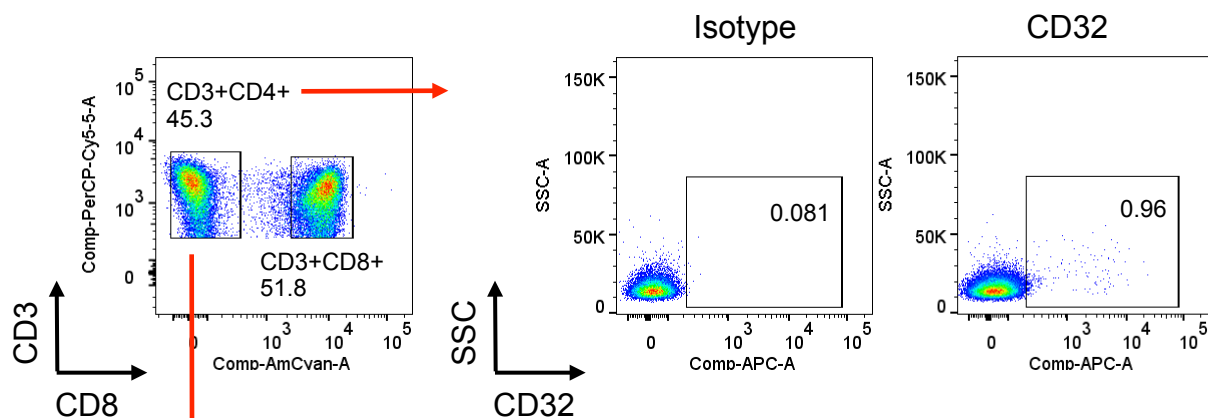 Isotype
CD32
Comp-PerCP-Cy5-5-A
10^5
10^4
10^3
0
CD3+CD4+
45.3
CD3+CD8+
51.8
0
10^3
10^4
10^5
Comp-AmCyan-A
CD3
CD8
SSC-A
150K
100K
50K
0
0.081
0
10^3
10^4
10^5
Comp-APC-A
SSC
CD32
SSC-A
150K
100K
50K
0
0.96
0
10^3
10^4
10^5
Comp-APC-A